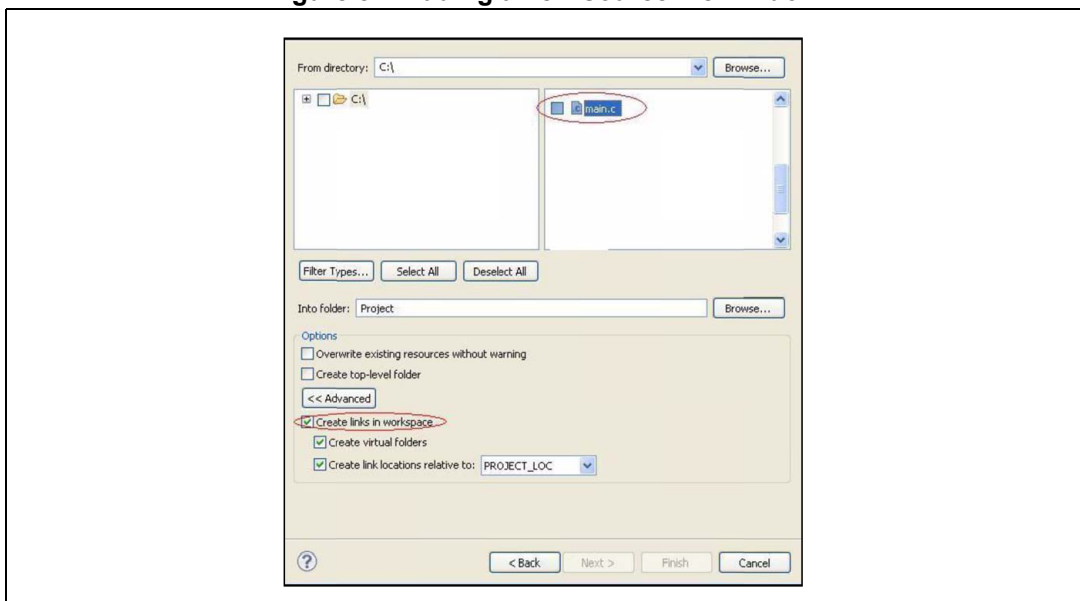 From directory: C:\ Browse...
C:\
main.c
Filter Types... Select All Deselect All
Into folder: Project Browse...
Options
Overwrite existing resources without warning
Create top-level folder
<< Advanced
Create links in workspace
Create virtual folders
Create link locations relative to: PROJECT_LOC
? < Back Next > Finish Cancel